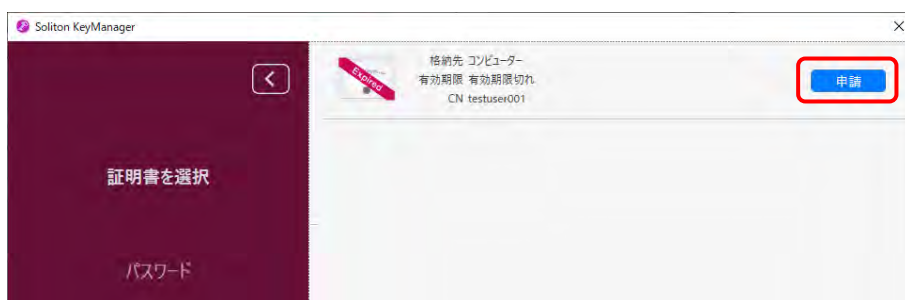 Soliton KeyManager
Expired
格納先 コンピューター
有効期限 有効期限切れ
CN testuser001
申請
証明書を選択
パスワード